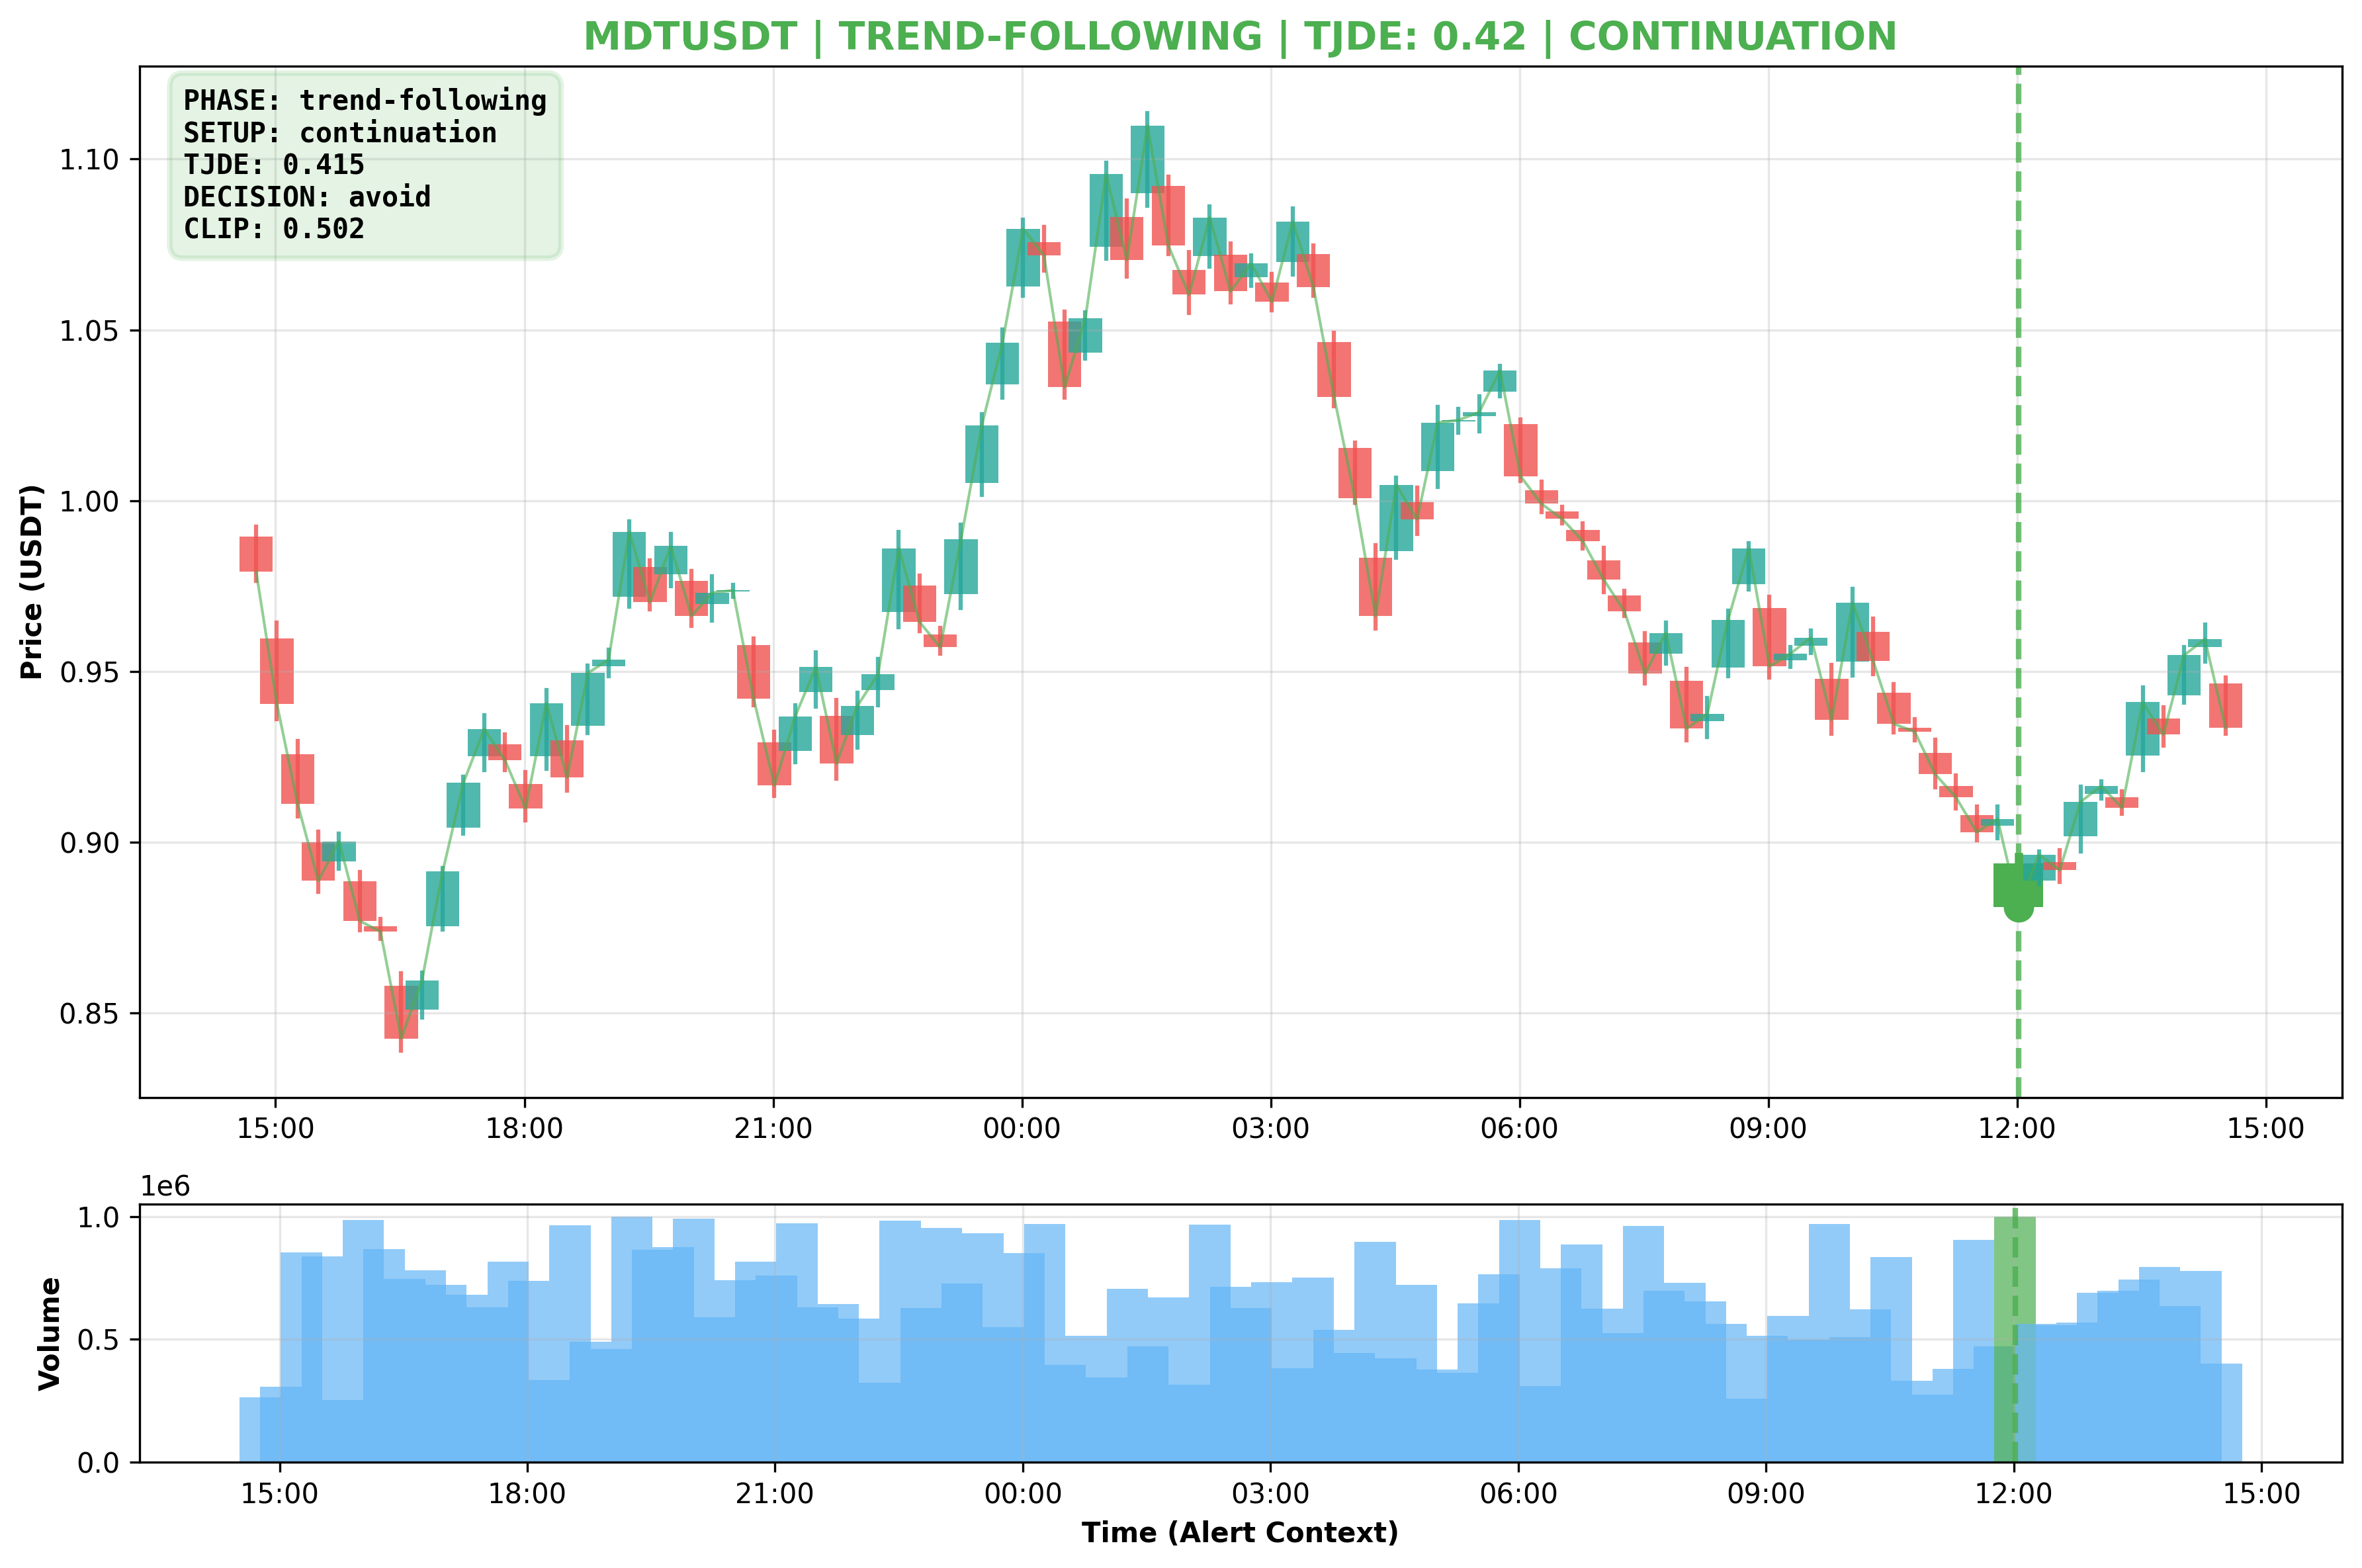 MDTUSDT | TREND-FOLLOWING | TJDE: 0.42 | CONTINUATION
PHASE: trend-following
SETUP: continuation
TJDE: 0.415
DECISION: avoid
CLIP: 0.502
Price (USDT)
1.10
1.05
1.00
0.95
0.90
0.85
15:00 18:00 21:00 00:00 03:00 06:00 09:00 12:00 15:00
1e6
Volume
1.0
0.5
0.0
15:00 18:00 21:00 00:00 03:00 06:00 09:00 12:00 15:00
Time (Alert Context)